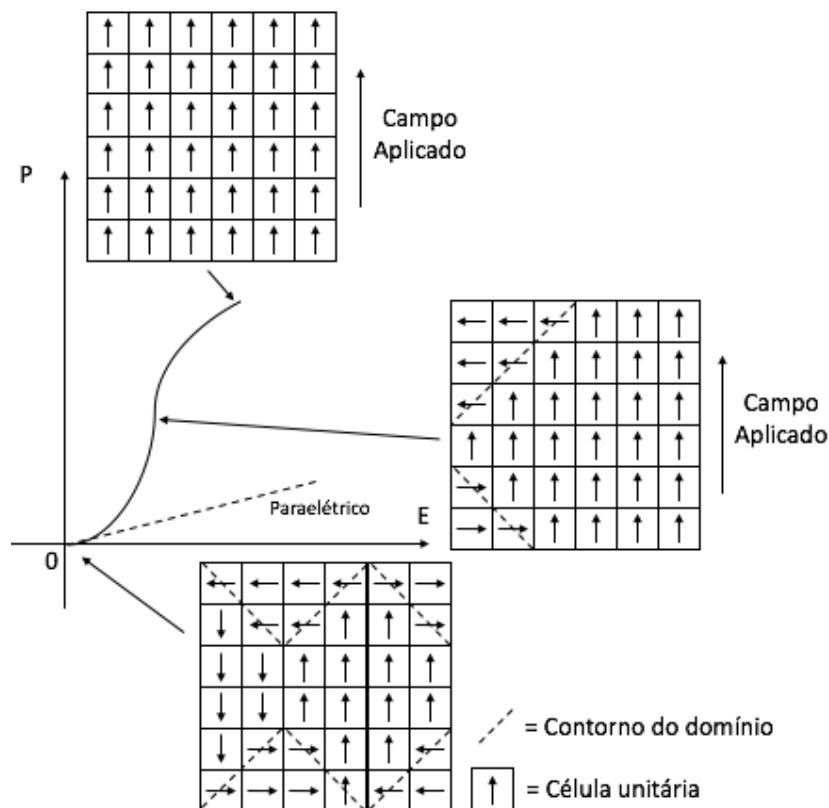 Campo
Aplicado
P
Campo
Aplicado
Paraelétrico
E
0
= Contorno do domínio
= Célula unitária